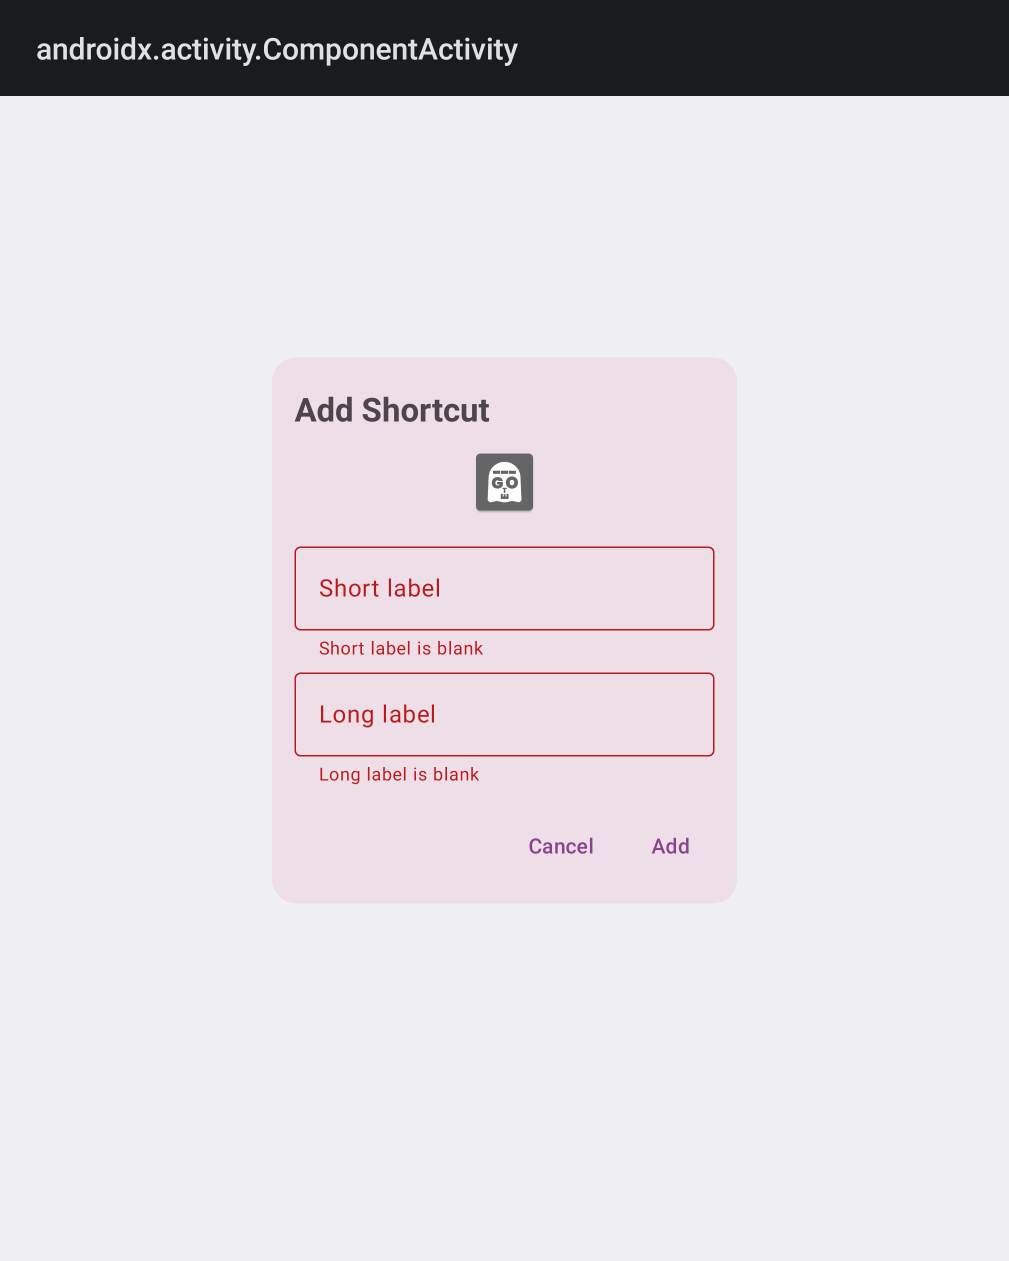 androidx.activity.ComponentActivity
Add Shortcut
GO
Short label
Short label is blank
Long label
Long label is blank
Cancel Add